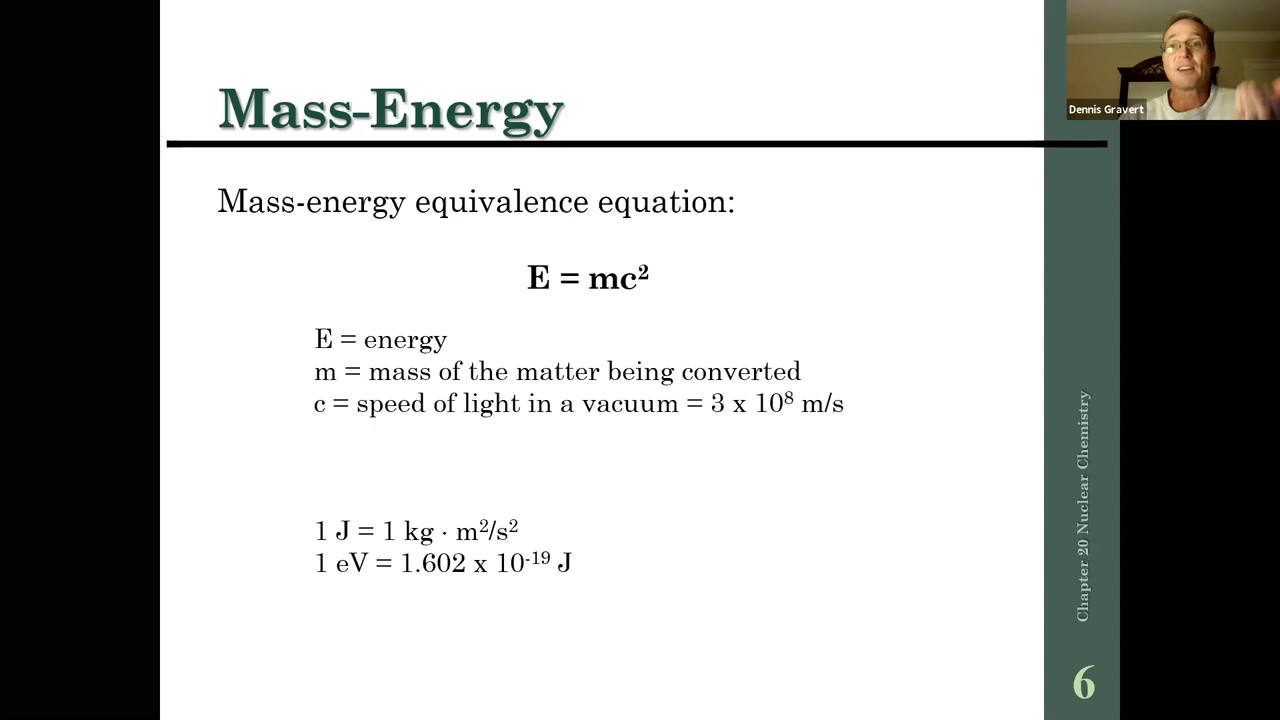 Mass-Energy
Mass-energy equivalence equation:
E = mc²
E = energy
m = mass of the matter being converted
c = speed of light in a vacuum = 3 x 10⁸ m/s
1 J = 1 kg · m²/s²
1 eV = 1.602 x 10⁻¹⁹ J
Chapter 20 Nuclear Chemistry
6
Dennis Gravert